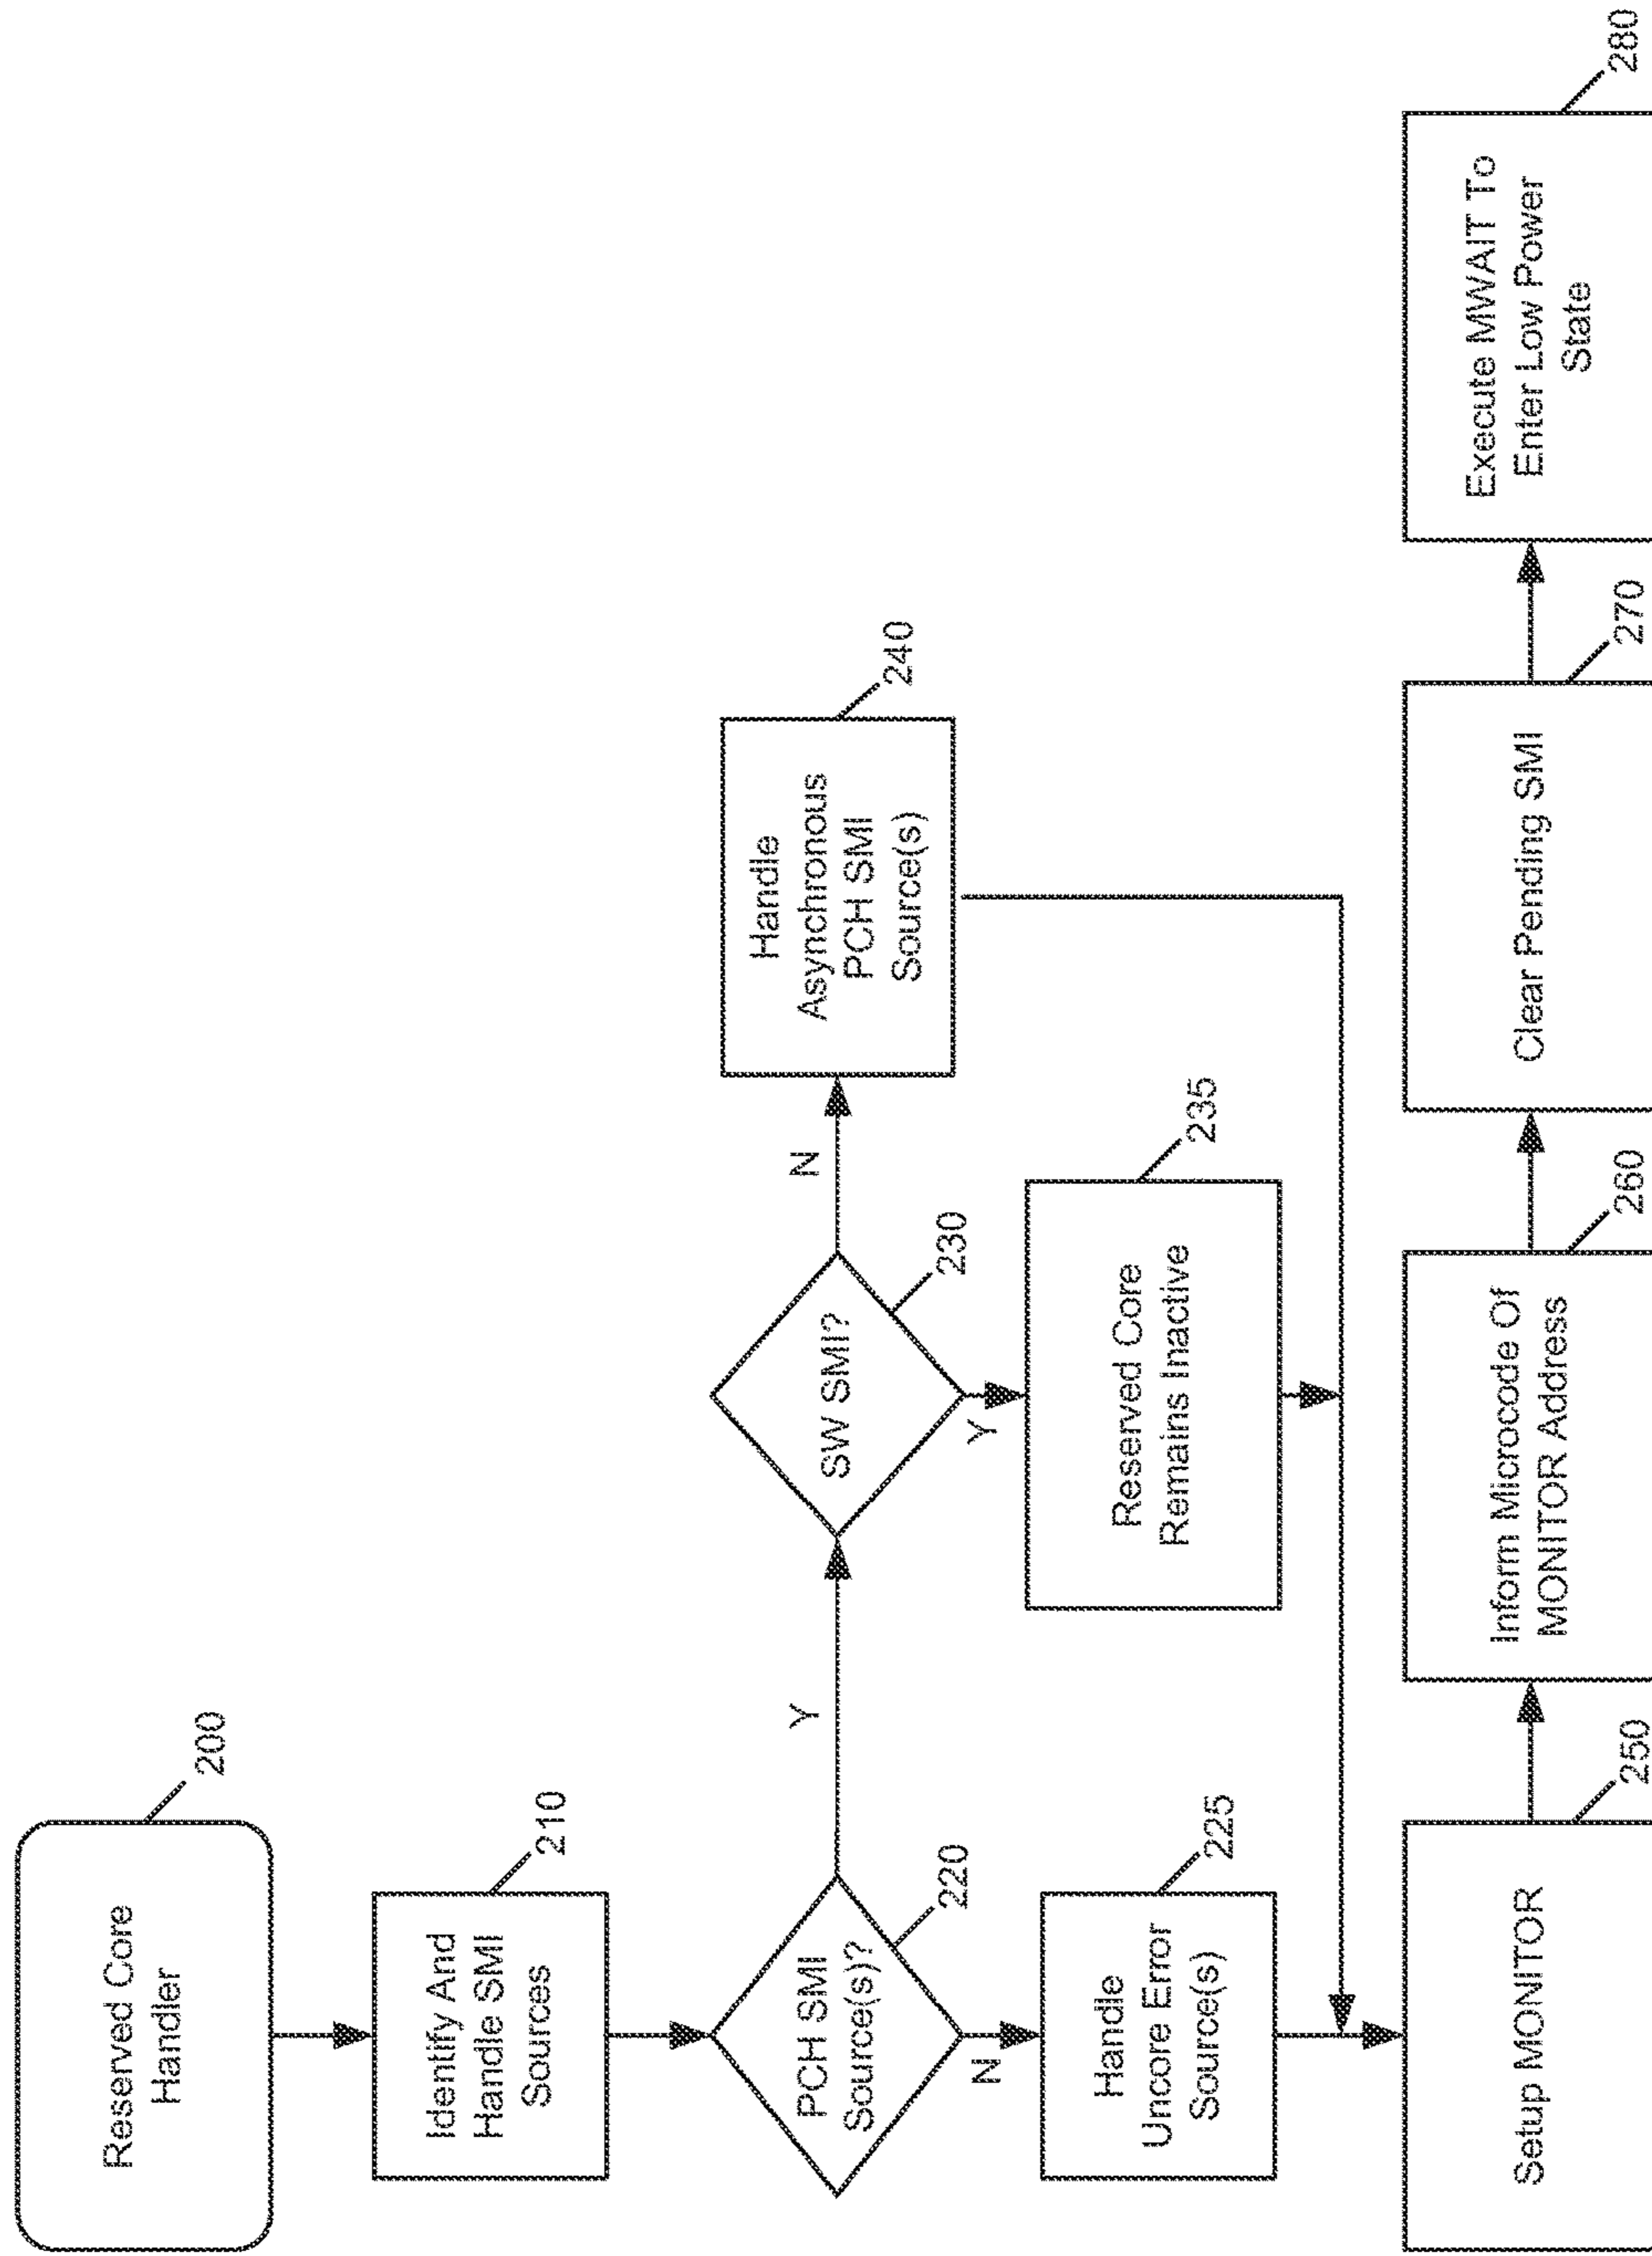 Reserved Core
Handler
200
Identify And
Handle SMI
Sources
210
PCH SMI
Source(s)?
220
Y
N
Handle
Uncore Error
Source(s)
225
SW SMI?
230
N
Y
Reserved Core
Remains Inactive
235
Handle
Asynchronous
PCH SMI
Source(s)
240
Setup MONITOR
250
Inform Microcode Of
MONITOR Address
260
Clear Pending SMI
270
Execute MWAIT To
Enter Low Power
State
280